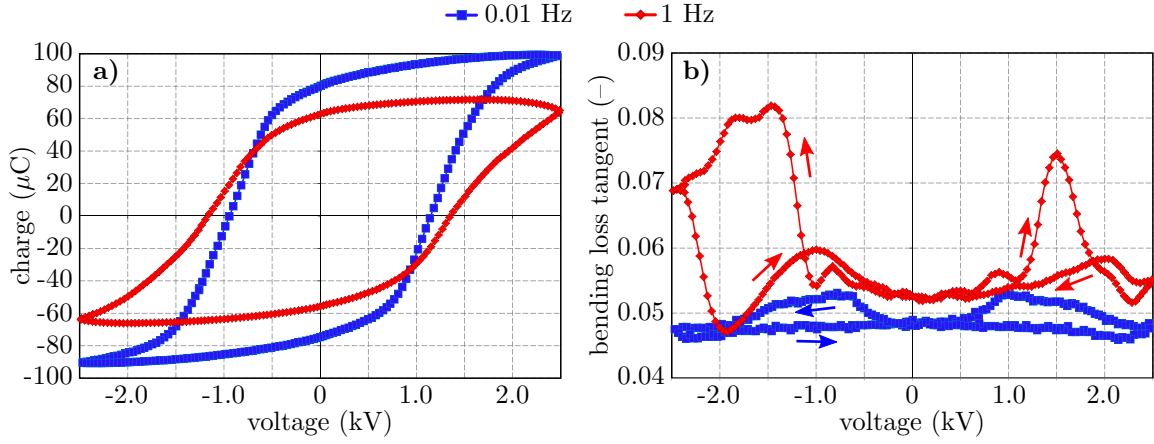 0.01 Hz 1 Hz
a)
100
80
60
40
20
0
-20
-40
-60
-80
-100
charge (μC)
-2.0 -1.0 0 1.0 2.0
voltage (kV)
b)
0.09
0.08
0.07
0.06
0.05
0.04
bending loss tangent (–)
-2.0 -1.0 0 1.0 2.0
voltage (kV)